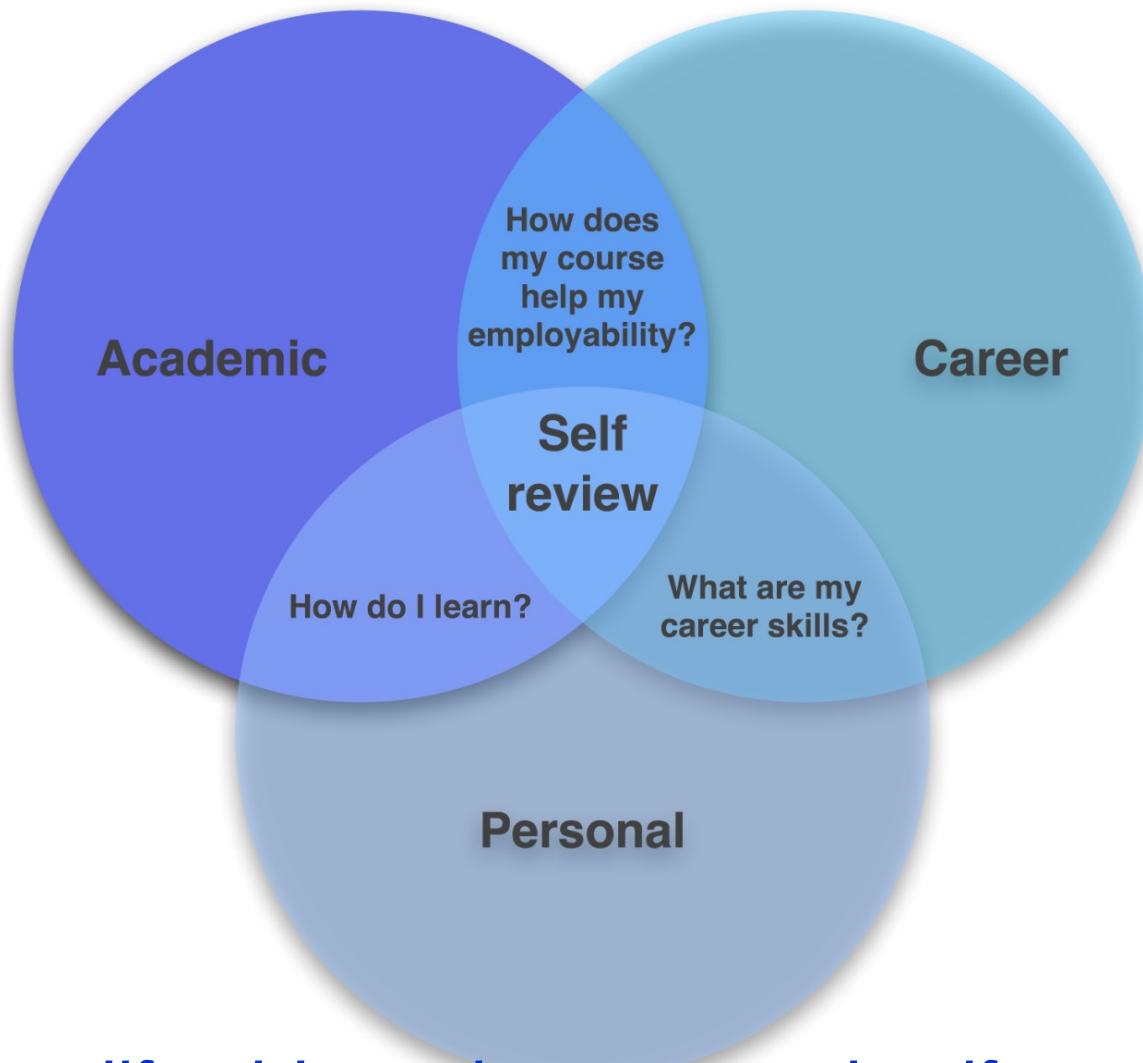 How does
my course
help my
employability?
Academic
Career
Self
review
How do I learn?
What are my
career skills?
Personal